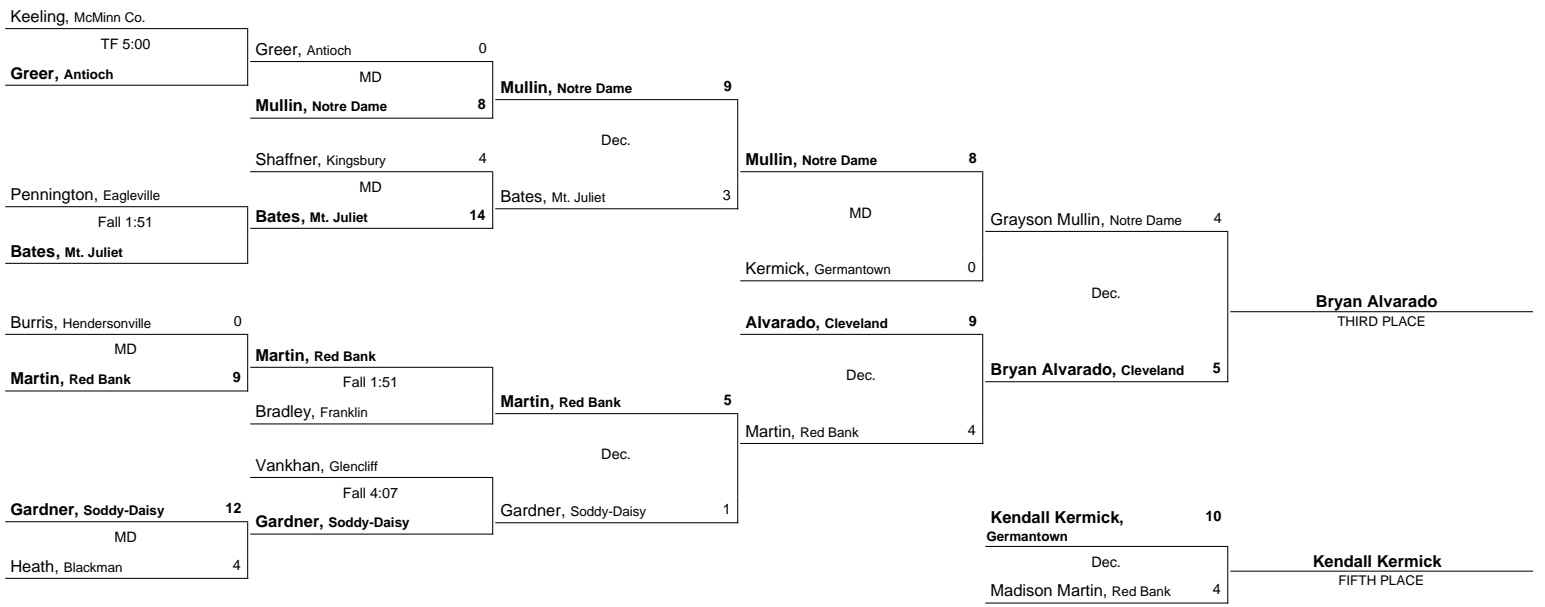 Keeling, McMinn Co.
TF 5:00
Greer, Antioch
Pennington, Eagleville
Fall 1:51
Bates, Mt. Juliet
Burris, Hendersonville 0
MD
Martin, Red Bank 9
Gardner, Soddy-Daisy 12
MD
Heath, Blackman 4
Greer, Antioch 0
MD
Mullin, Notre Dame 8
Shaffner, Kingsbury 4
MD
Bates, Mt. Juliet 14
Martin, Red Bank
Fall 1:51
Bradley, Franklin
Vankhan, Glencliff
Fall 4:07
Gardner, Soddy-Daisy
Mullin, Notre Dame 9
Dec.
Bates, Mt. Juliet 3
Martin, Red Bank 5
Dec.
Gardner, Soddy-Daisy 1
Mullin, Notre Dame 8
MD
Kermick, Germantown 0
Alvarado, Cleveland 9
Dec.
Martin, Red Bank 4
Grayson Mullin, Notre Dame 4
Dec.
Bryan Alvarado, Cleveland 5
Bryan Alvarado
THIRD PLACE
Kendall Kermick, 10
Germantown
Dec.
Madison Martin, Red Bank 4
Kendall Kermick
FIFTH PLACE